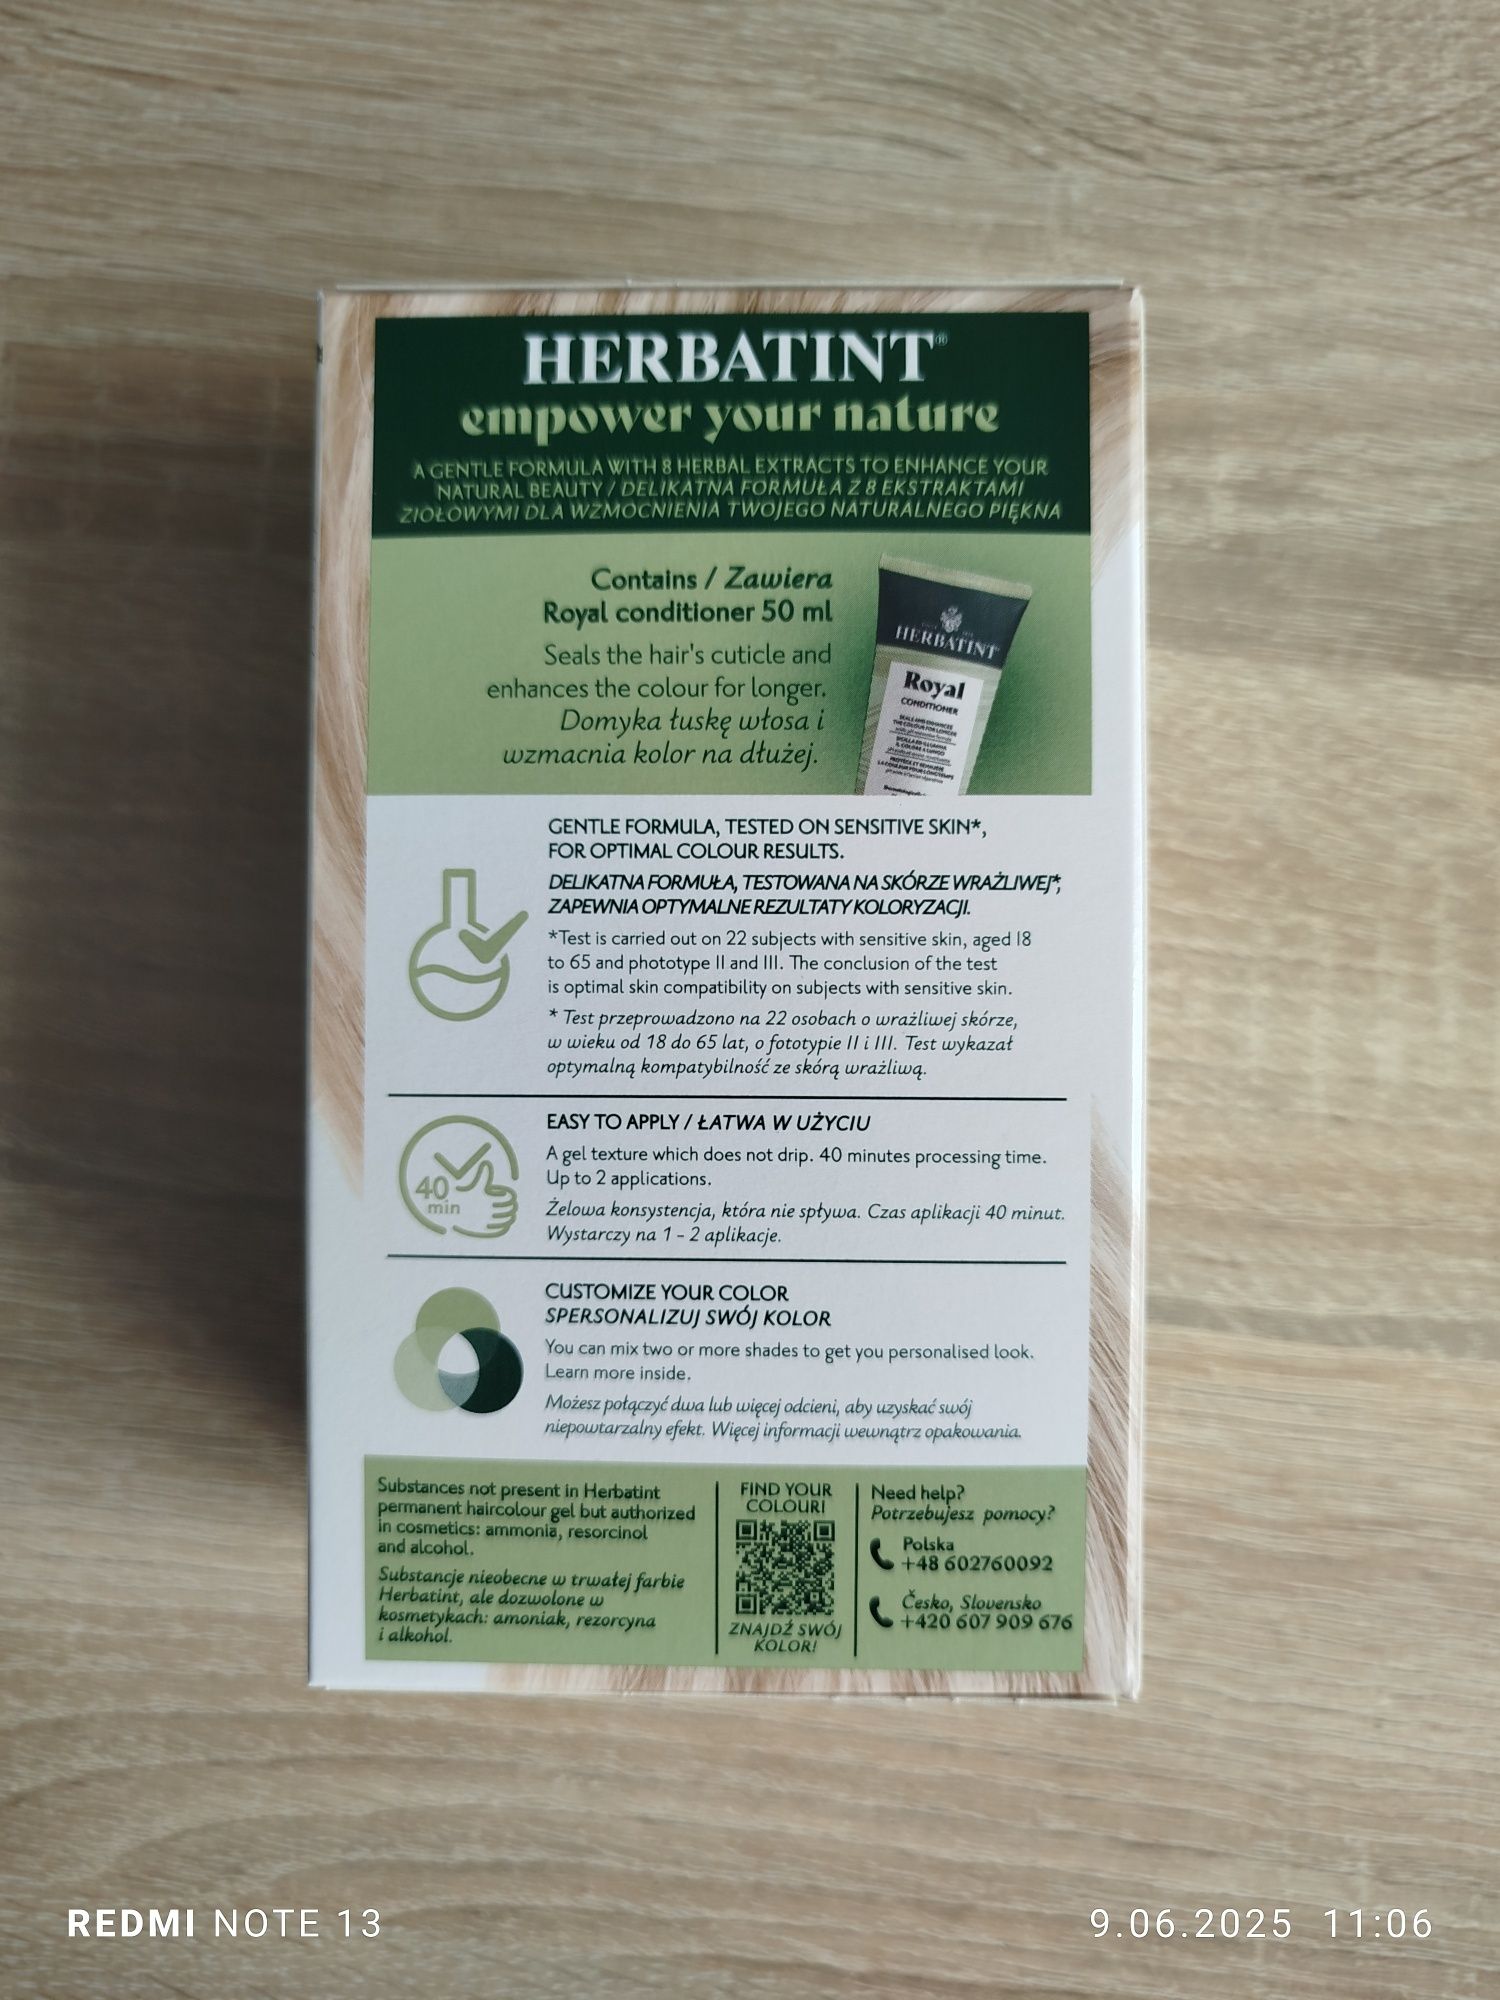 HERBATINT®
empower your nature
A GENTLE FORMULA WITH 8 HERBAL EXTRACTS TO ENHANCE YOUR
NATURAL BEAUTY / DELIKATNA FORMUŁA Z 8 EKSTRAKTAMI
ZIOŁOWYMI DLA WZMOCNIENIA TWOJEGO NATURALNEGO PIĘKNA
Contains / Zawiera
Royal conditioner 50 ml
Seals the hair's cuticle and
enhances the colour for longer.
Domyka łuskę włosa i
wzmacnia kolor na dłużej.
HERBATINT
Royal
CONDITIONER
SEALS AND ENHANCES
THE COLOUR FOR LONGER
GENTLE FORMULA, TESTED ON SENSITIVE SKIN*,
FOR OPTIMAL COLOUR RESULTS.
DELIKATNA FORMUŁA, TESTOWANA NA SKÓRZE WRAŻLIWEJ*,
ZAPEWNIA OPTYMALNE REZULTATY KOLORYZACJI.
*Test is carried out on 22 subjects with sensitive skin, aged 18
to 65 and phototype II and III. The conclusion of the test
is optimal skin compatibility on subjects with sensitive skin.
* Test przeprowadzono na 22 osobach o wrażliwej skórze,
w wieku od 18 do 65 lat, o fototypie II i III. Test wykazał
optymalną kompatybilność ze skórą wrażliwą.
40
min
EASY TO APPLY / ŁATWA W UŻYCIU
A gel texture which does not drip. 40 minutes processing time.
Up to 2 applications.
Żelowa konsystencja, która nie spływa. Czas aplikacji 40 minut.
Wystarczy na 1 - 2 aplikacje.
CUSTOMIZE YOUR COLOR
SPERSONALIZUJ SWÓJ KOLOR
You can mix two or more shades to get you personalised look.
Learn more inside.
Możesz połączyć dwa lub więcej odcieni, aby uzyskać swój
niepowtarzalny efekt. Więcej informacji wewnątrz opakowania.
Substances not present in Herbatint
permanent haircolour gel but authorized
in cosmetics: ammonia, resorcinol
and alcohol.
Substancje nieobecne w trwałej farbie
Herbatint, ale dozwolone w
kosmetykach: amoniak, rezorcyna
i alkohol.
FIND YOUR
COLOUR!
ZNAJDŹ SWÓJ
KOLOR!
Need help?
Potrzebujesz pomocy?
Polska
+48 602760092
Česko, Slovensko
+420 607 909 676
REDMI NOTE 13
9.06.2025 11:06